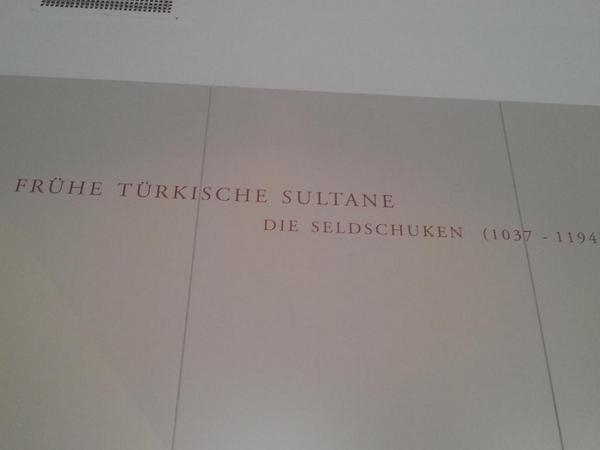 FRÜHE TÜRKISCHE SULTANE
DIE SELDSCHUKEN (1037 - 1194)